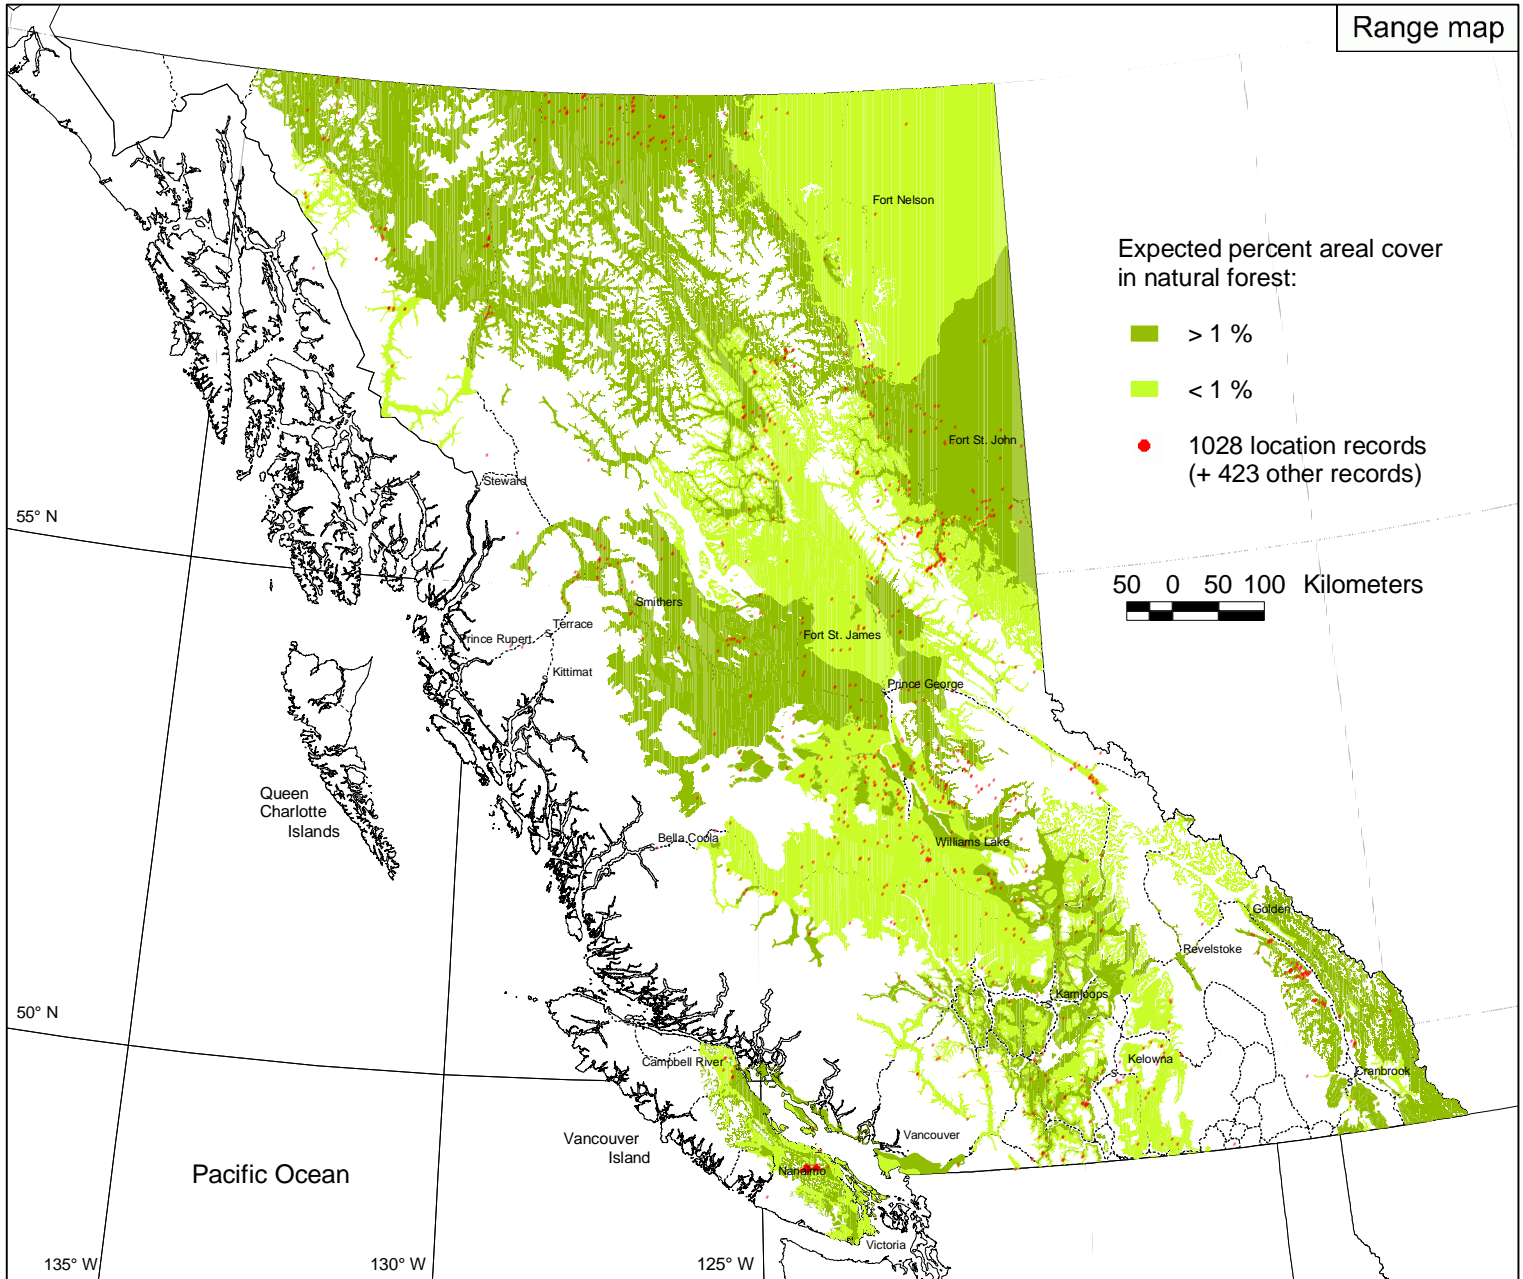 Range map
Fort Nelson
Expected percent areal cover
in natural forest:
> 1 %
< 1 %
Fort St. John
1028 location records
(+ 423 other records)
Steward
55° N
50 0 50 100 Kilometers
Smithers
Terrace
Fort St. James
Prince Rupert
Kittimat
Prince George
Queen
Charlotte
Islands
Bella Coola
Williams Lake
Golden
Revelstoke
Kamloops
50° N
Campbell River
Kelowna
Cranbrook
Vancouver
Vancouver
Island
Nanaimo
Pacific Ocean
Victoria
135° W
130° W
125° W